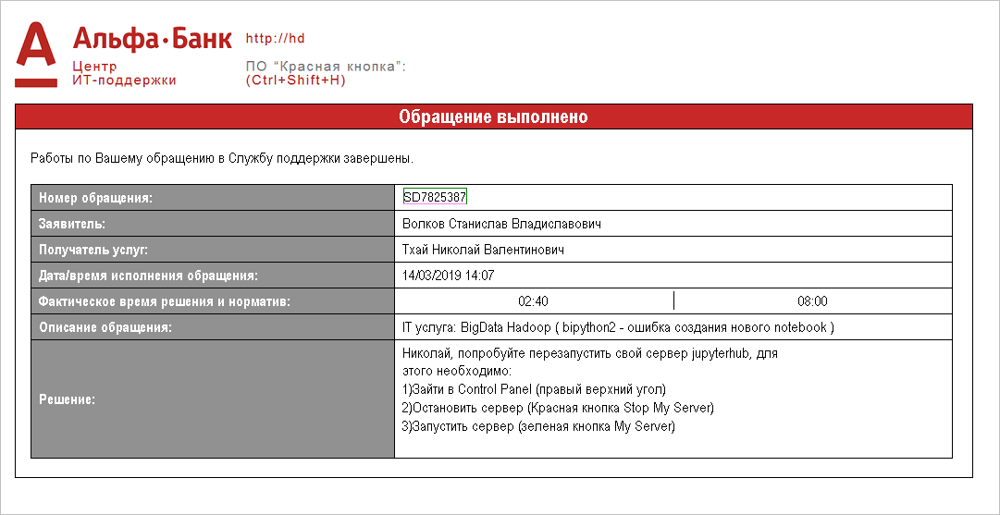 Альфа·Банк
http://hd
Центр
ИТ-поддержки
ПО “Красная кнопка”:
(Ctrl+Shift+H)
Обращение выполнено
Работы по Вашему обращению в Службу поддержки завершены.
Номер обращения: SD7825387
Заявитель: Волков Станислав Владиславович
Получатель услуг: Тхай Николай Валентинович
Дата/время исполнения обращения: 14/03/2019 14:07
Фактическое время решения и норматив: 02:40 08:00
Описание обращения: IT услуга: BigData Hadoop ( bipython2 - ошибка создания нового notebook )
Решение:
Николай, попробуйте перезапустить свой сервер jupyterhub, для
этого необходимо:
1)Зайти в Control Panel (правый верхний угол)
2)Остановить сервер (Красная кнопка Stop My Server)
3)Запустить сервер (зеленая кнопка My Server)